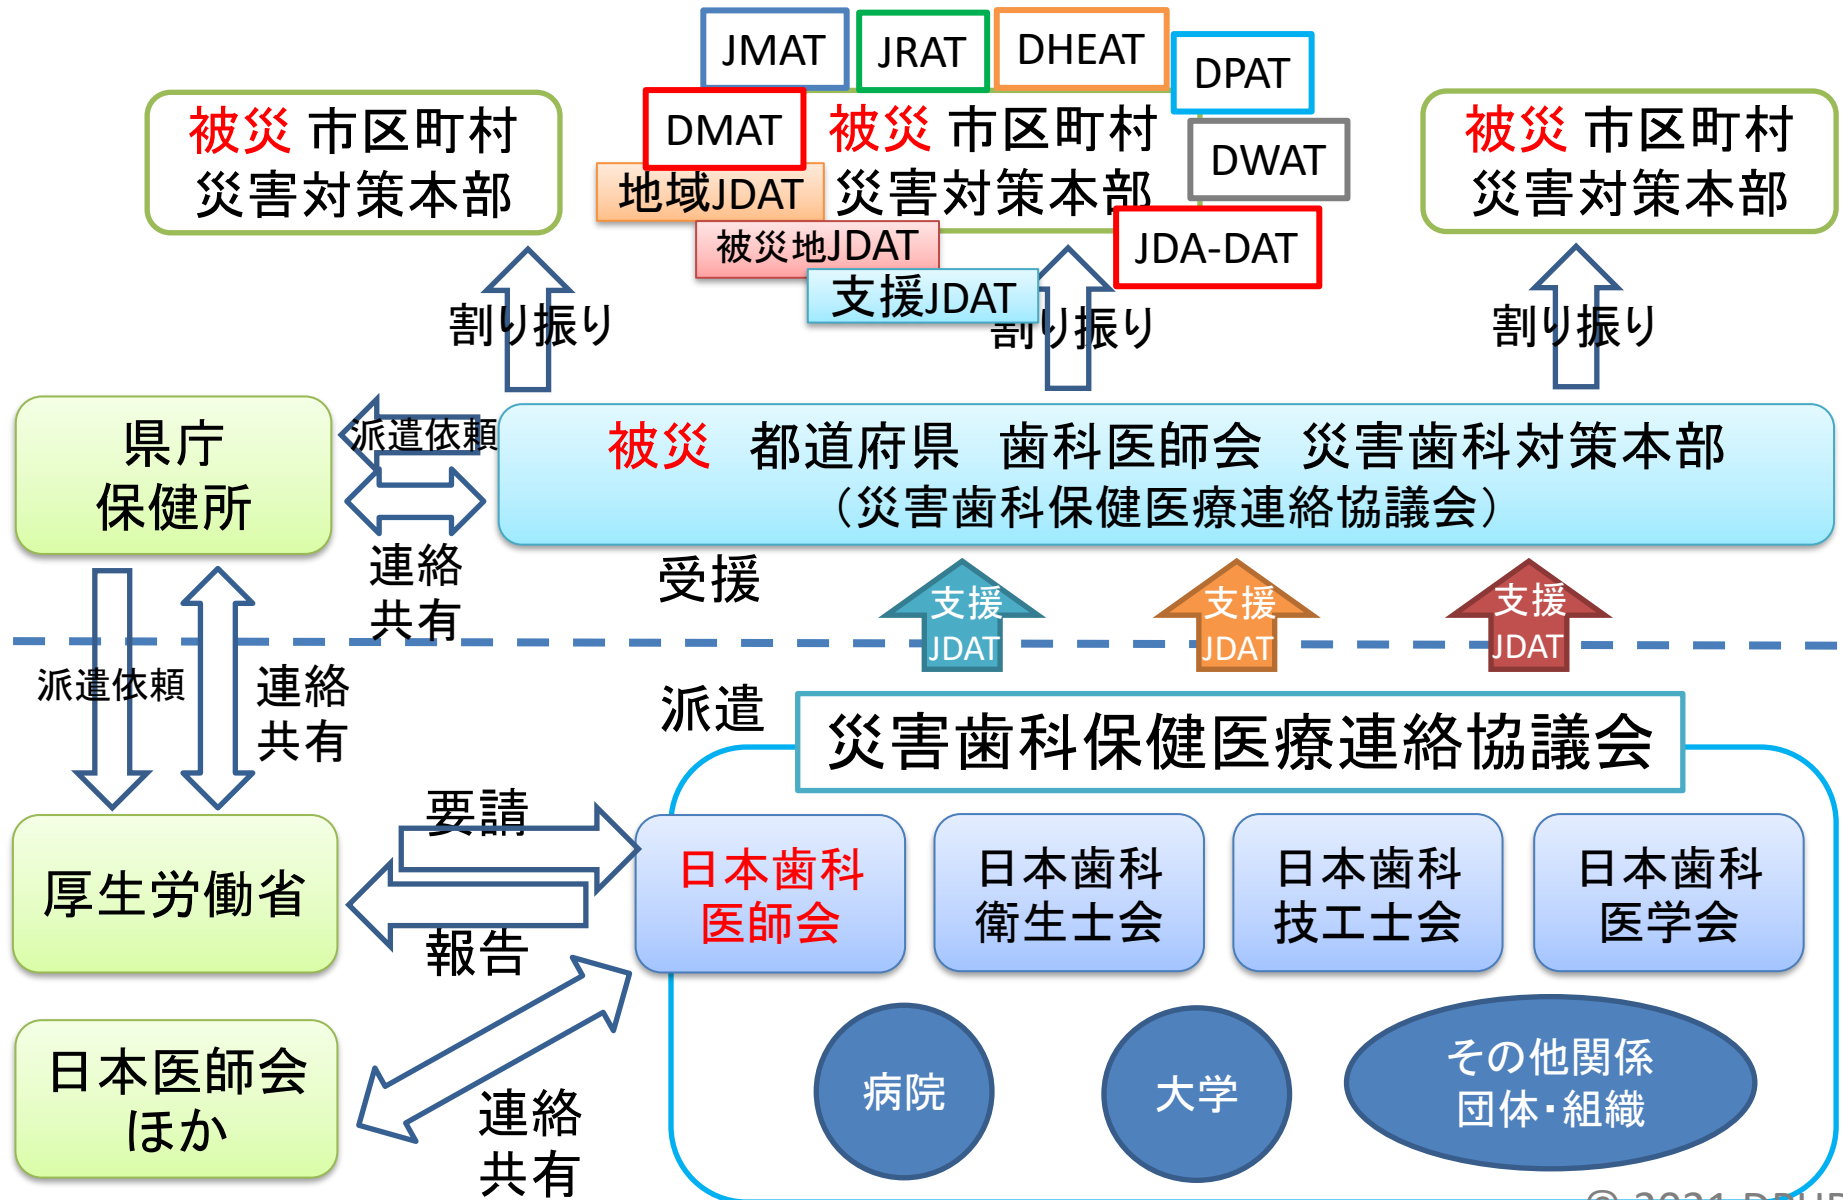 JMAT
JRAT
DHEAT
DPAT
被災 市区町村
災害対策本部
DMAT
被災 市区町村
災害対策本部
DWAT
被災 市区町村
災害対策本部
地域JDAT
被災地JDAT
支援JDAT
JDA-DAT
割り振り
割り振り
割り振り
県庁
保健所
派遣依頼
連絡
共有
被災 都道府県 歯科医師会 災害歯科対策本部
（災害歯科保健医療連絡協議会）
受援
支援
JDAT
支援
JDAT
支援
JDAT
派遣依頼
連絡
共有
派遣
災害歯科保健医療連絡協議会
厚生労働省
要請
報告
日本歯科
医師会
日本歯科
衛生士会
日本歯科
技工士会
日本歯科
医学会
日本医師会
ほか
連絡
共有
病院
大学
その他関係
団体・組織